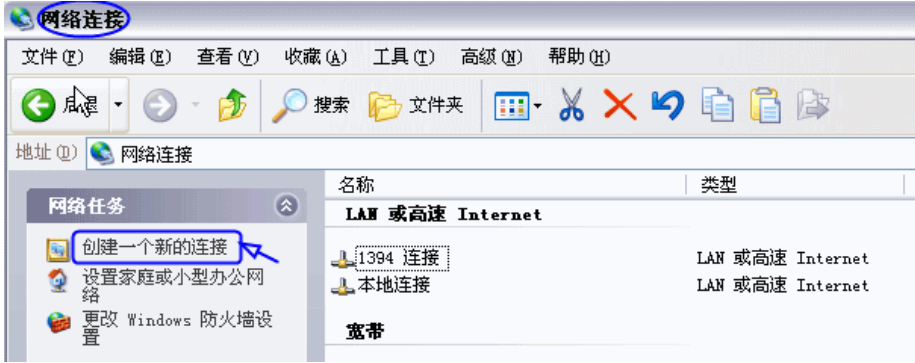 网络连接
文件(F) 编辑(E) 查看(V) 收藏(A) 工具(T) 高级(N) 帮助(H)
后退 搜索 文件夹
地址(D) 网络连接
网络任务
创建一个新的连接
设置家庭或小型办公网
络
更改 Windows 防火墙设
置
名称 类型
LAN 或高速 Internet
1394 连接 LAN 或高速 Internet
本地连接 LAN 或高速 Internet
宽带